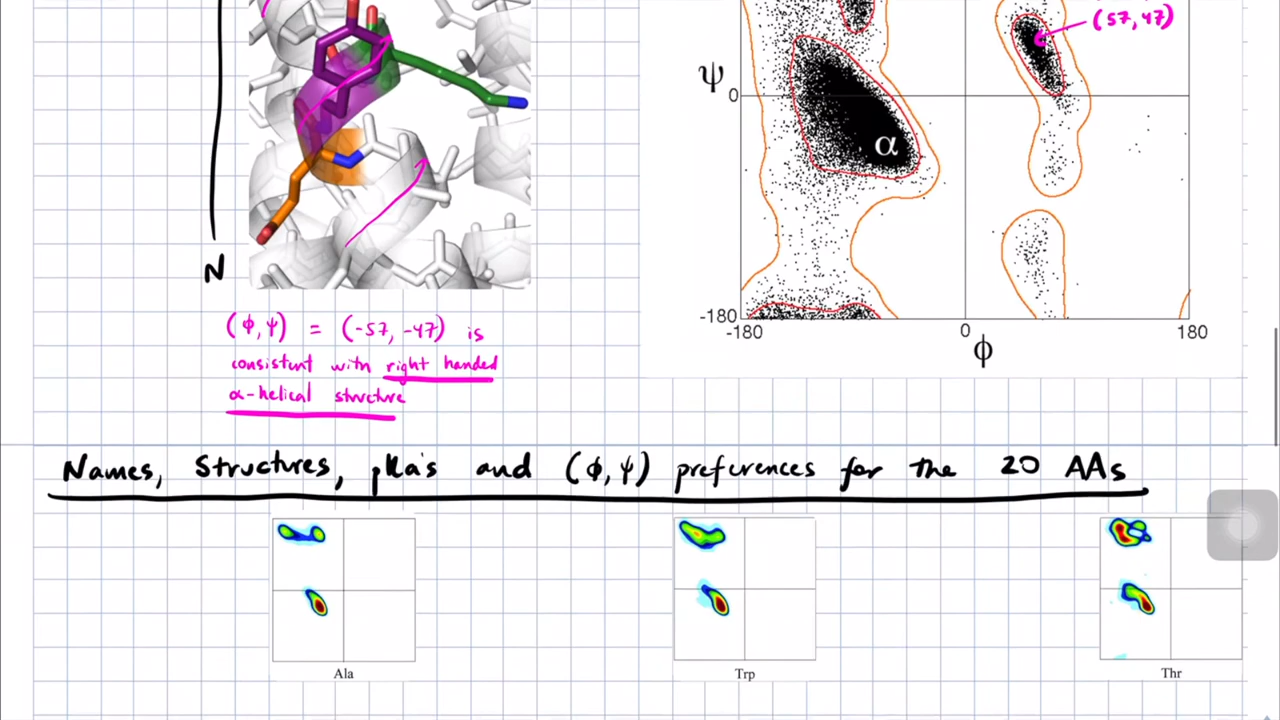 (57, 47)
ψ
0
α
N
-180
-180
0
180
ϕ
(ϕ, ψ) = (-57, -47) is
consistent with right handed
α-helical structure
Names, Structures, pKa's and (ϕ, ψ) preferences for the 20 AAs
Ala
Trp
Thr